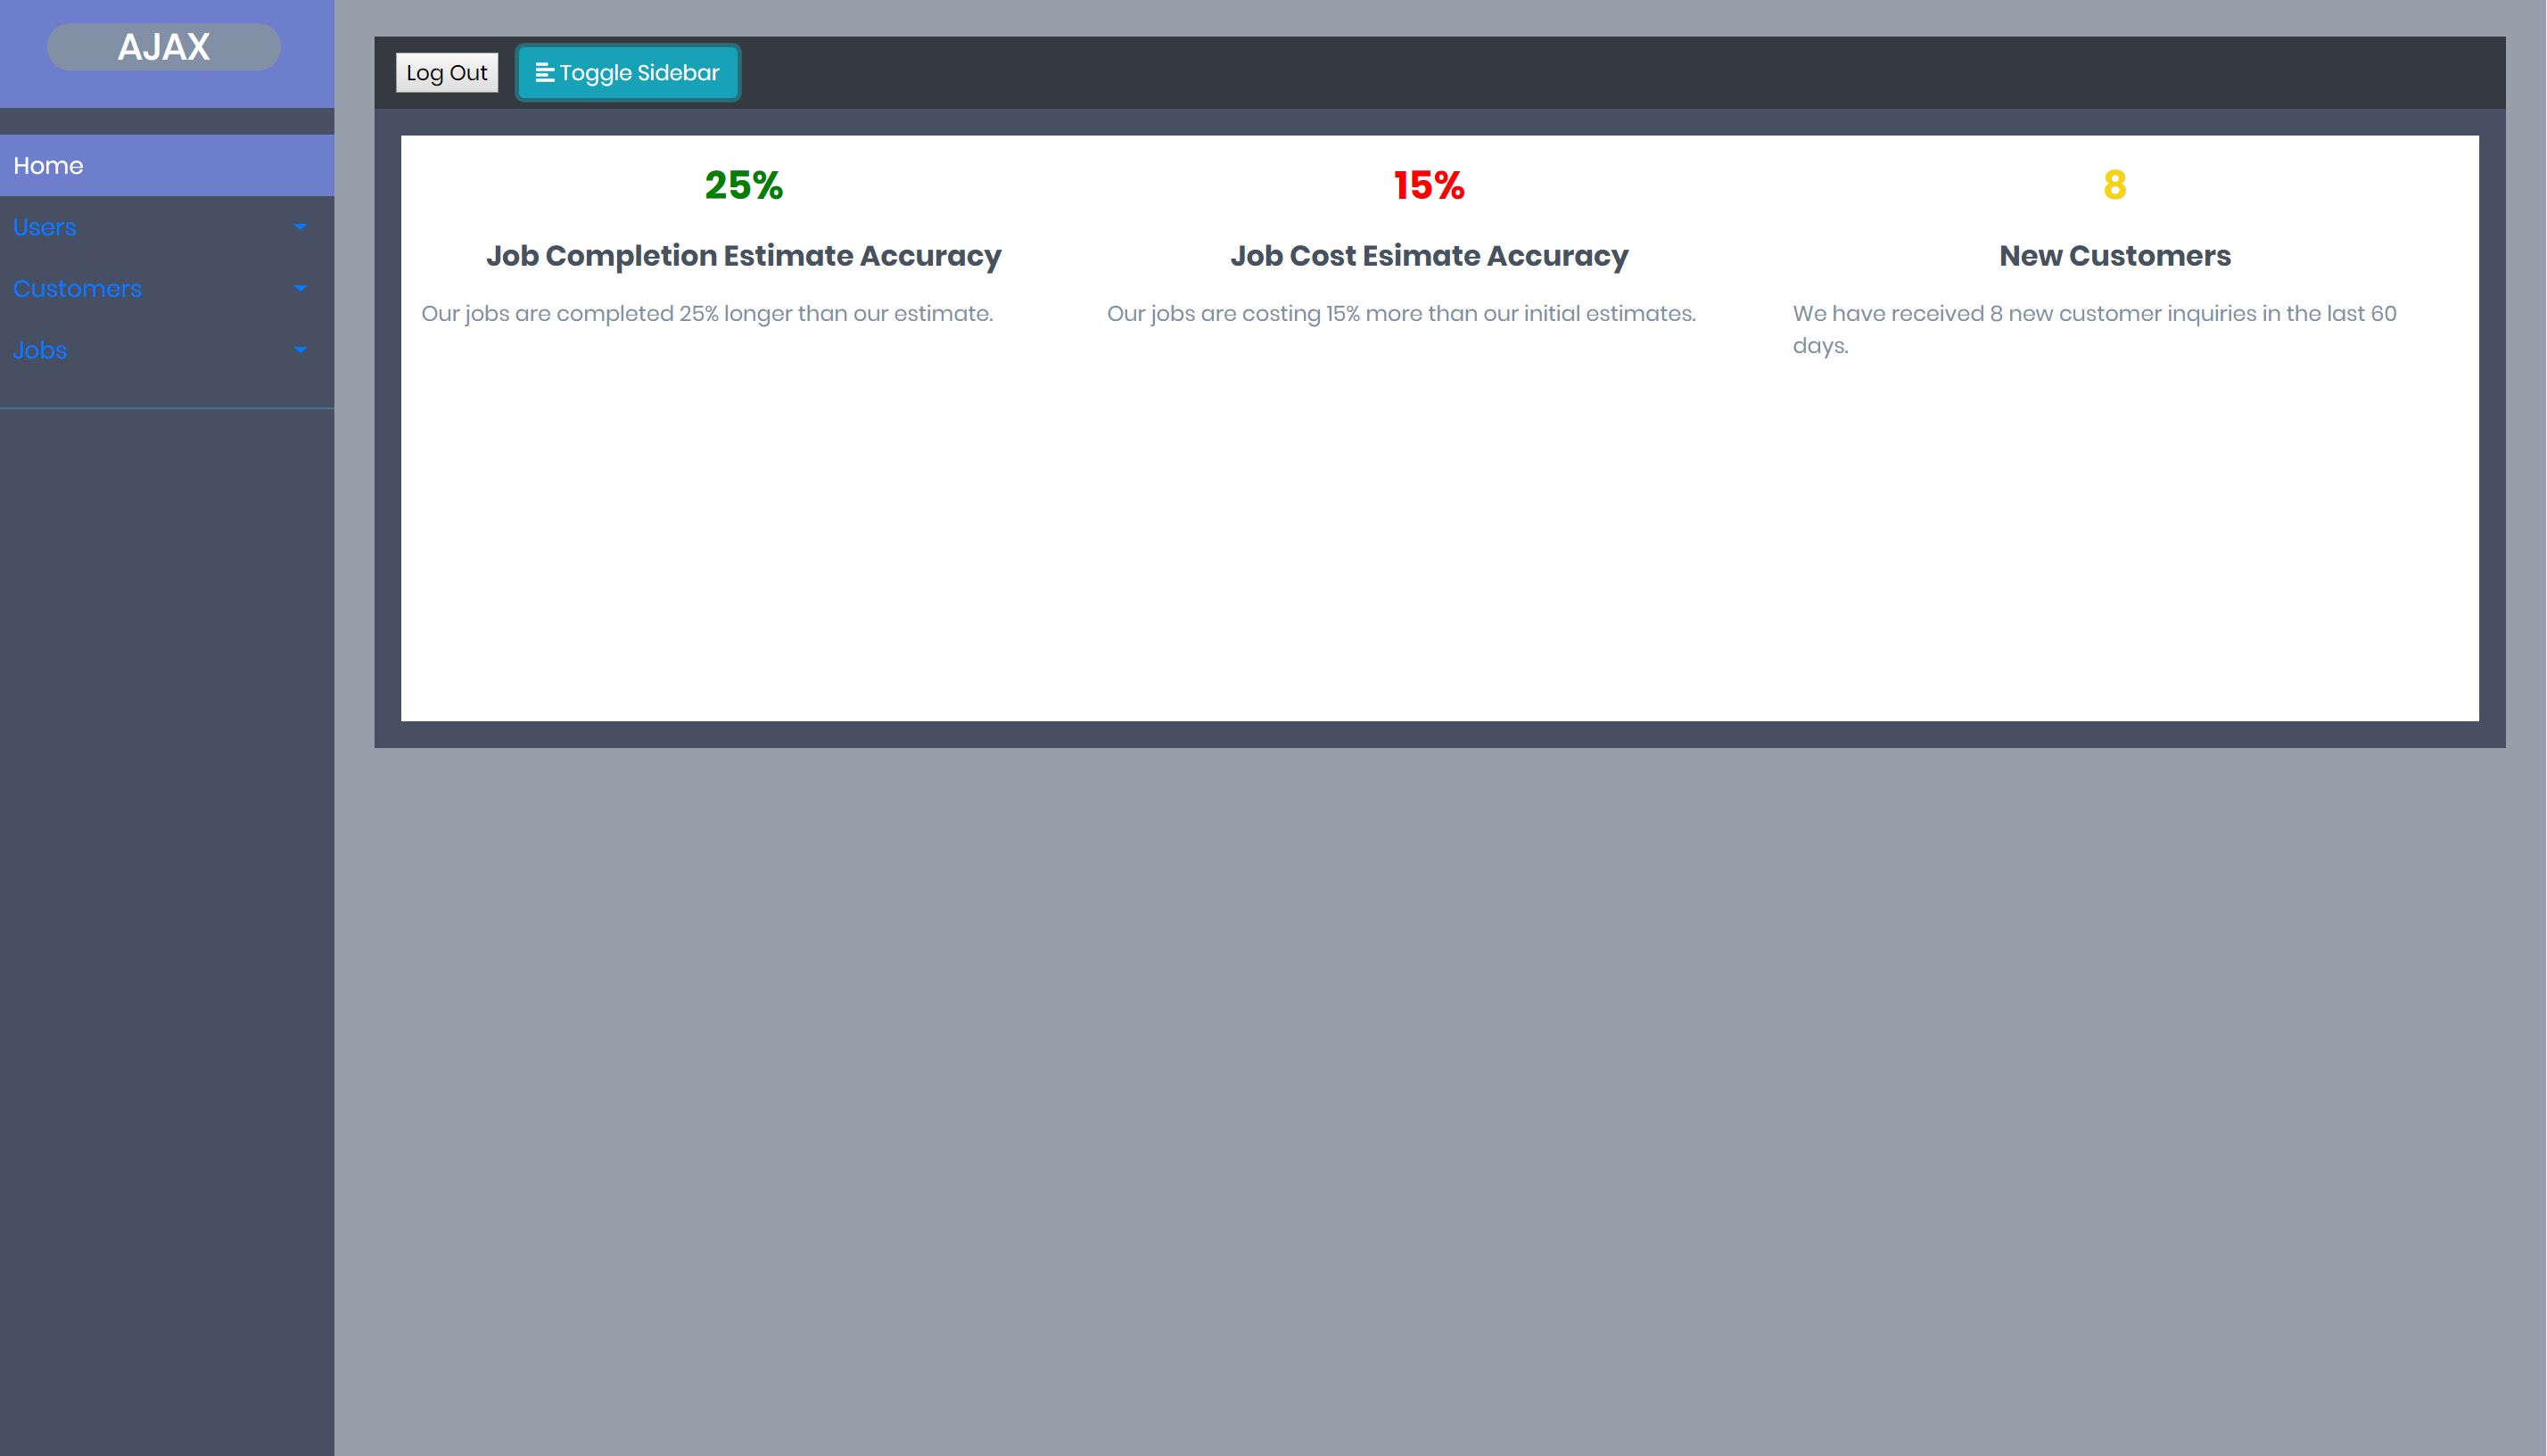 AJAX
Home
Users
Customers
Jobs
Log Out
Toggle Sidebar
25%
Job Completion Estimate Accuracy
Our jobs are completed 25% longer than our estimate.
15%
Job Cost Esimate Accuracy
Our jobs are costing 15% more than our initial estimates.
8
New Customers
We have received 8 new customer inquiries in the last 60
days.